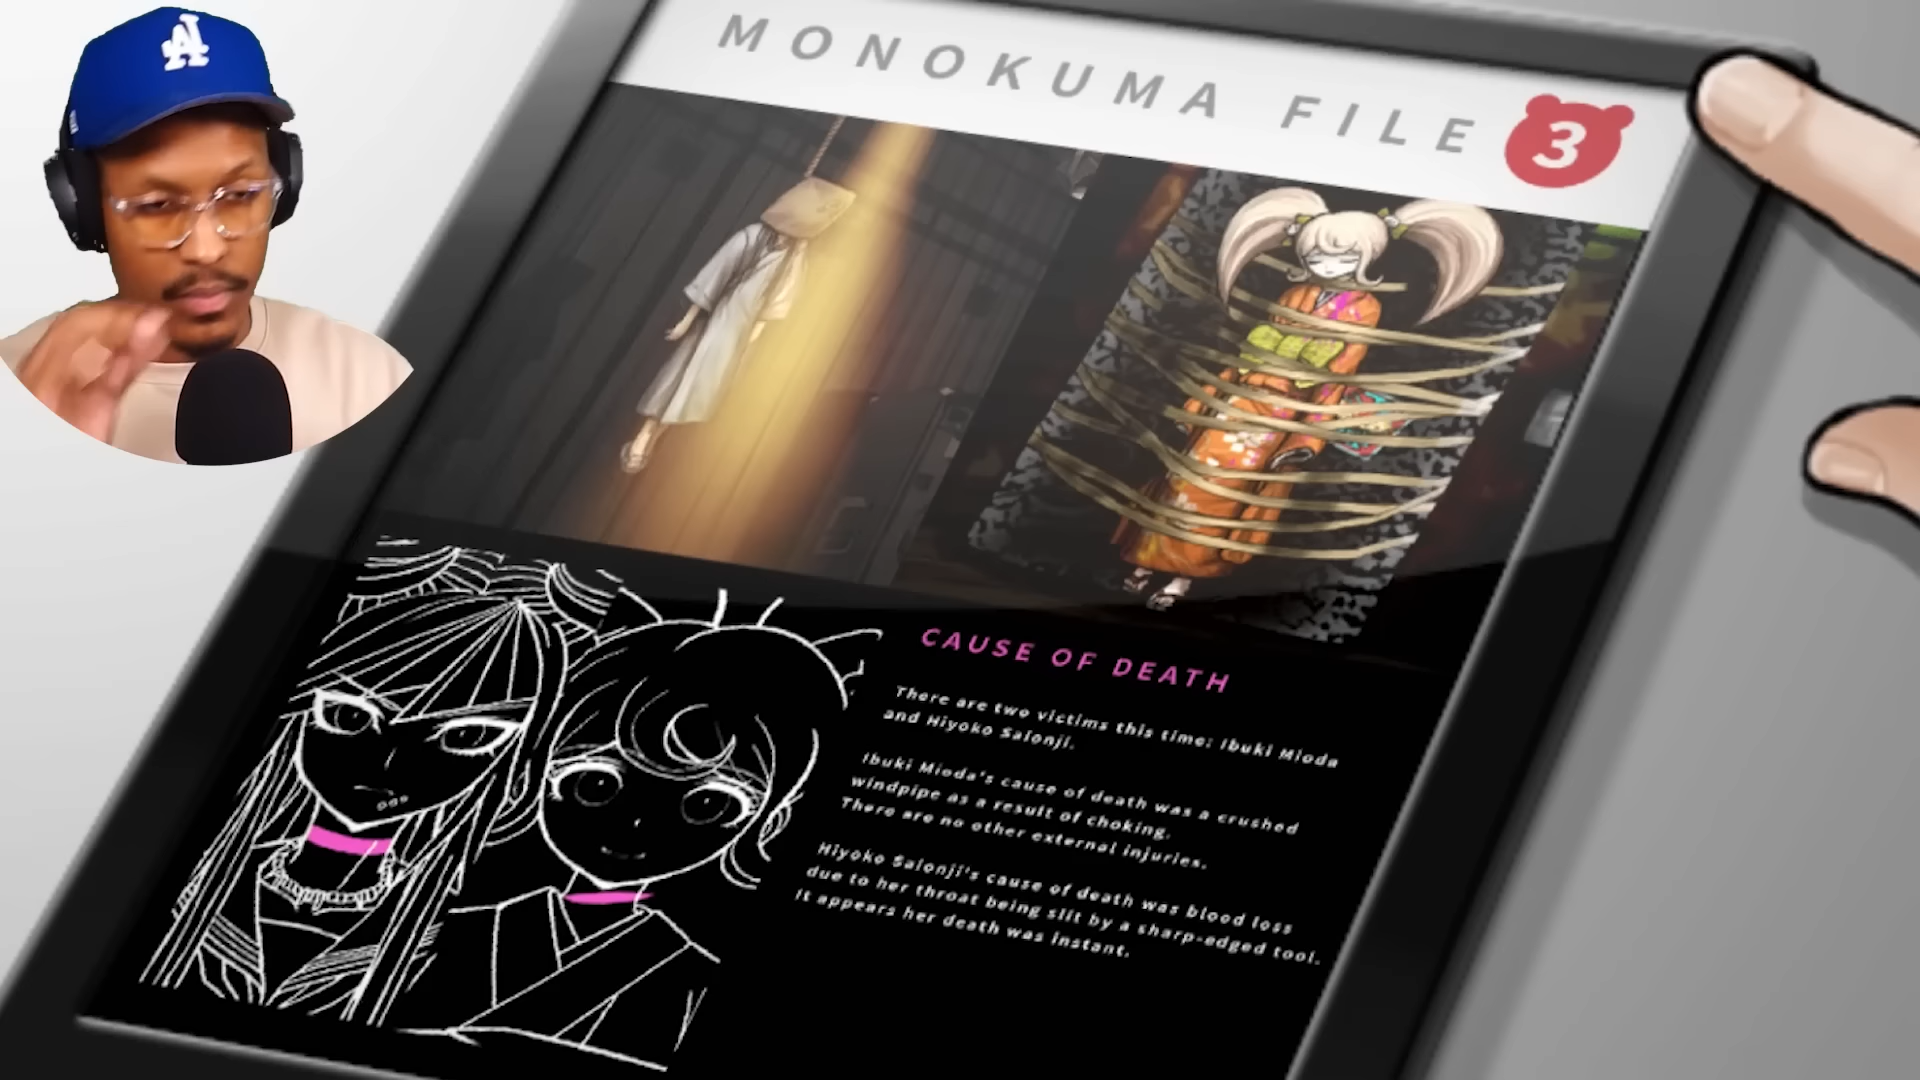 LA
MONOKUMA FILE 3
CAUSE OF DEATH
There are two victims this time: Ibuki Mioda
and Hiyoko Saionji.
Ibuki Mioda's cause of death was a crushed
windpipe as a result of choking.
There are no other external injuries.
Hiyoko Saionji's cause of death was blood loss
due to her throat being slit by a sharp-edged tool.
It appears her death was instant.